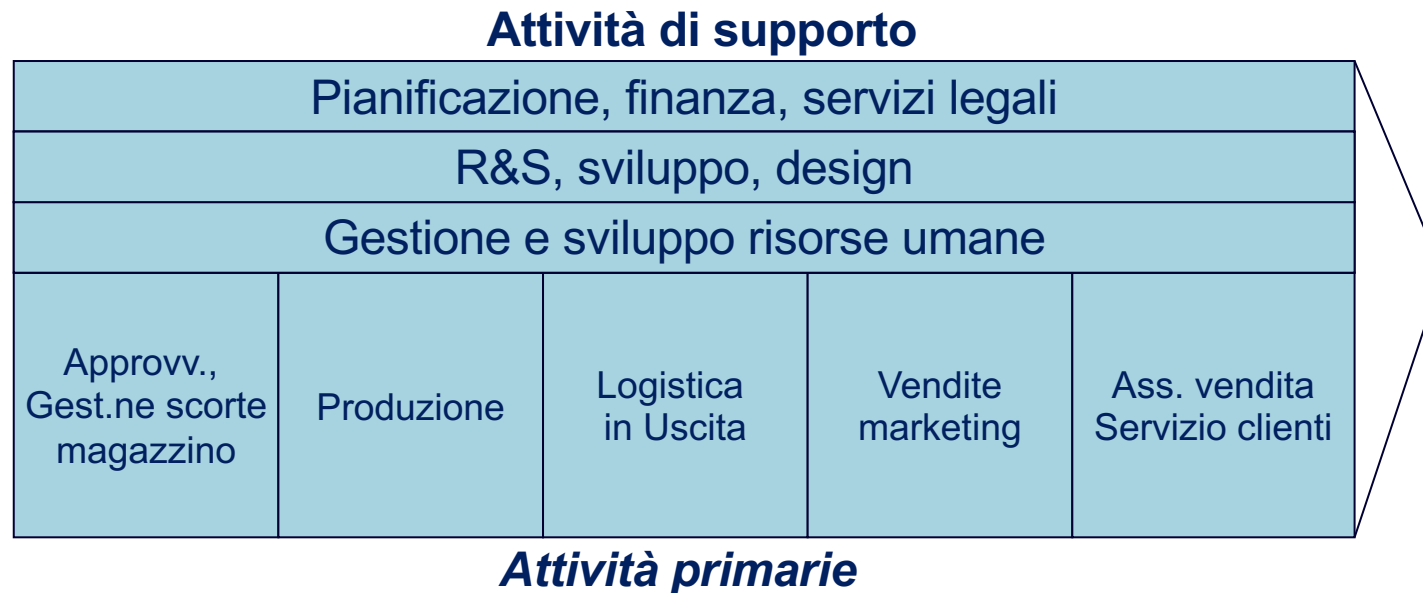 Attività di supporto
Pianificazione, finanza, servizi legali
R&S, sviluppo, design
Gestione e sviluppo risorse umane
Approvv.,
Gest.ne scorte
magazzino
Produzione
Logistica
in Uscita
Vendite
marketing
Ass. vendita
Servizio clienti
Attività primarie